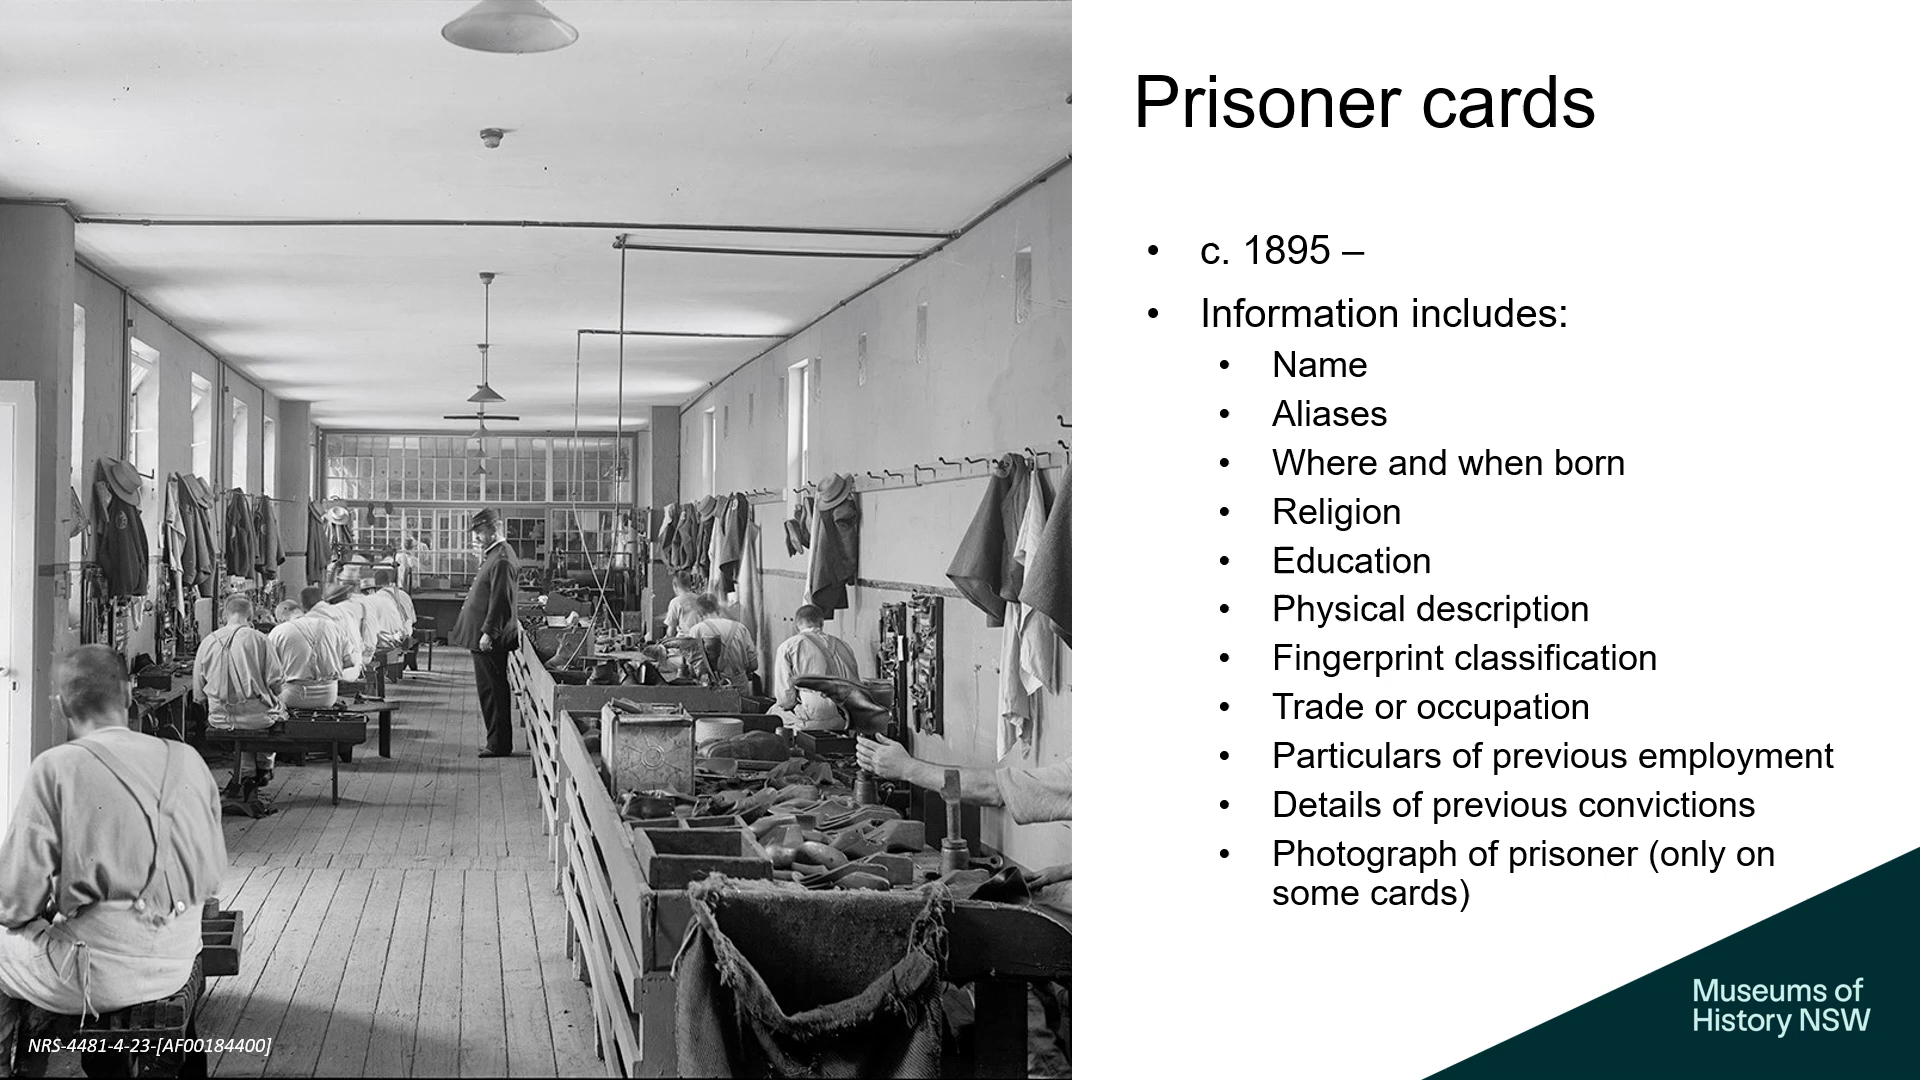 Prisoner cards
• c. 1895 –
• Information includes:
• Name
• Aliases
• Where and when born
• Religion
• Education
• Physical description
• Fingerprint classification
• Trade or occupation
• Particulars of previous employment
• Details of previous convictions
• Photograph of prisoner (only on
some cards)
NRS-4481-4-23-[AF00184400]
Museums of
History NSW